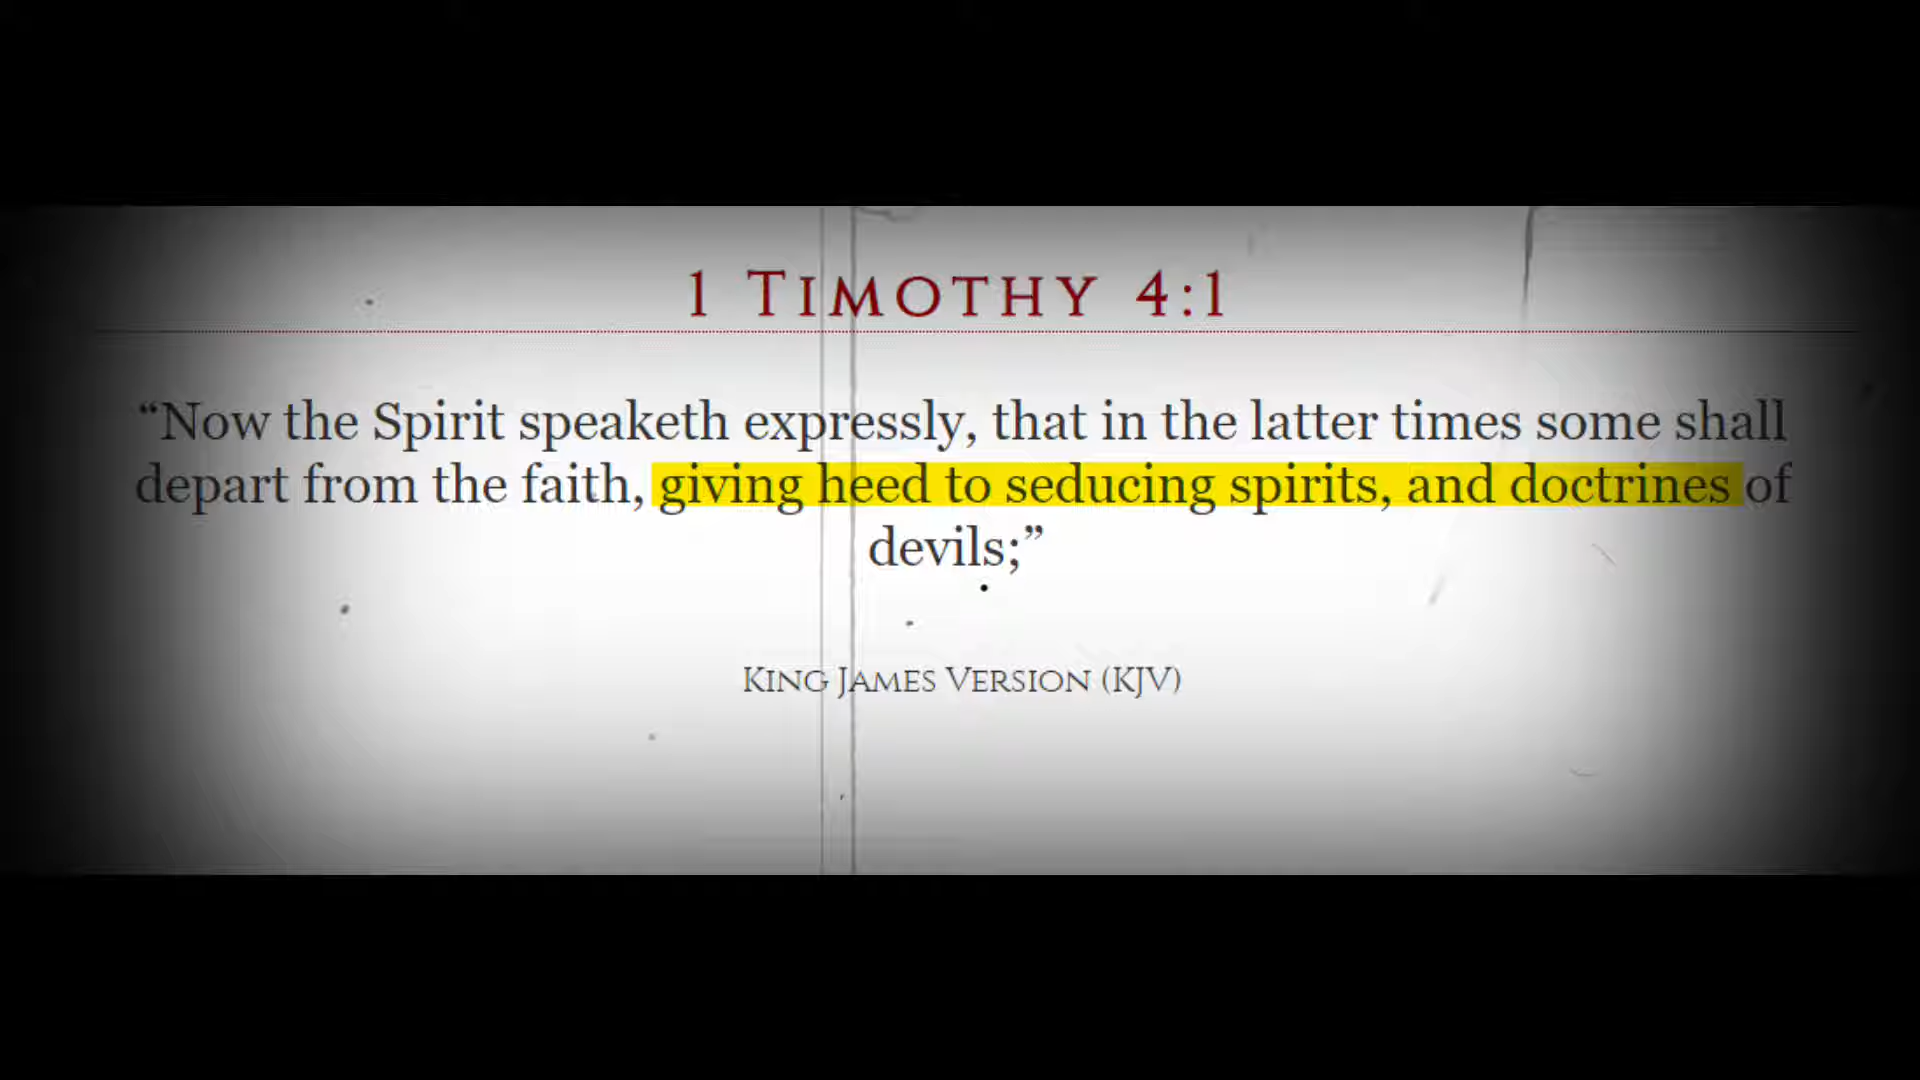 1 TIMOTHY 4:1
“Now the Spirit speaketh expressly, that in the latter times some shall
depart from the faith, giving heed to seducing spirits, and doctrines of
devils;”
KING JAMES VERSION (KJV)